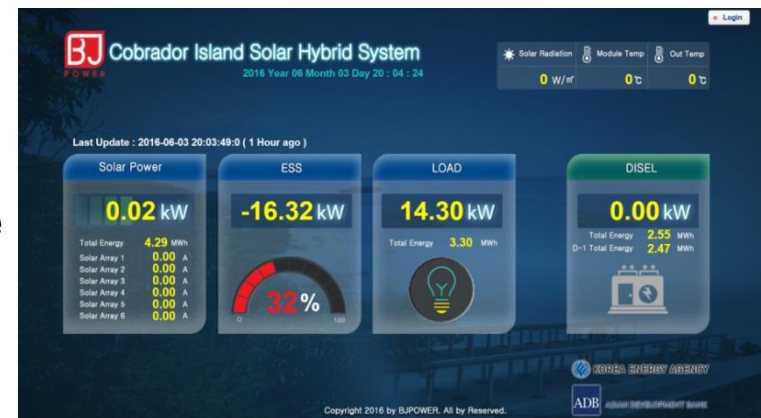 Login
BJ
POWER
Cobrador Island Solar Hybrid System
2016 Year 06 Month 03 Day 20 : 04 : 24
Solar Radiation
Module Temp
Out Temp
0 W/㎡
0 ℃
0 ℃
Last Update : 2016-06-03 20:03:49:0 ( 1 Hour ago )
Solar Power
0.02 kW
Total Energy 4.29 MWh
Solar Array 1 0.00 A
Solar Array 2 0.00 A
Solar Array 3 0.00 A
Solar Array 4 0.00 A
Solar Array 5 0.00 A
Solar Array 6 0.00 A
ESS
-16.32 kW
32%
0
100
LOAD
14.30 kW
Total Energy 3.30 MWh
DISEL
0.00 kW
Total Energy 2.55 MWh
D-1 Total Energy 2.47 MWh
e
KOREA ENERGY AGENCY
ADB ASIAN DEVELOPMENT BANK
Copyright 2016 by BJPOWER. All by Reserved.